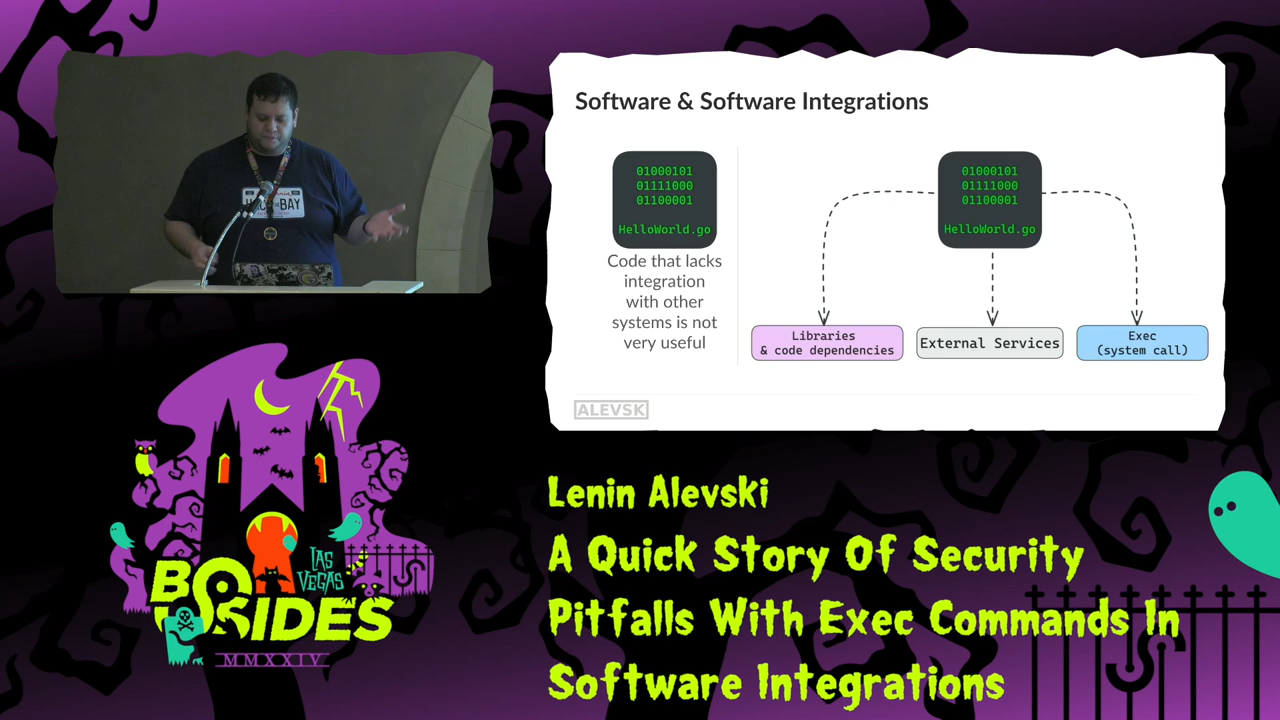 Software & Software Integrations
01000101
01111000
01100001
HelloWorld.go
Code that lacks
integration
with other
systems is not
very useful
01000101
01111000
01100001
HelloWorld.go
Libraries
& code dependencies
External Services
Exec
(system call)
ALEVSK
BAY
LAS
VEGAS
BSIDES
MMXXIV
Lenin Alevski
A Quick Story Of Security
Pitfalls With Exec Commands In
Software Integrations